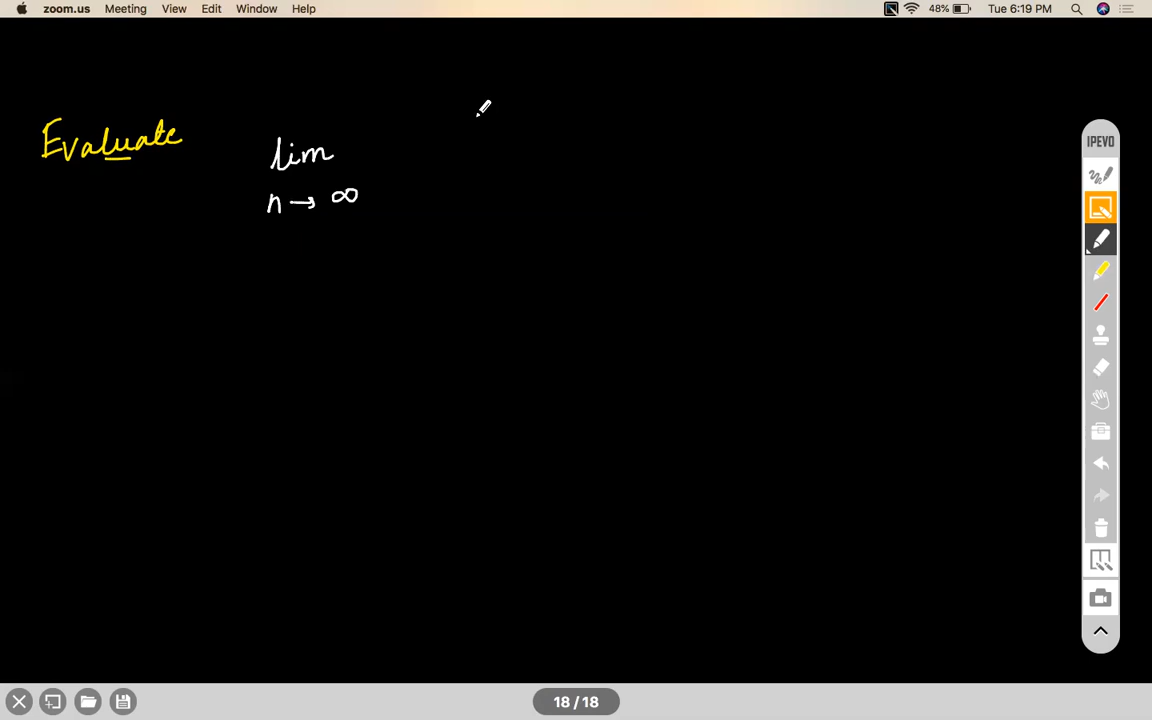 zoom.us Meeting View Edit Window Help 48% Tue 6:19 PM
Evaluate lim
n → ∞
IPEVO
18 / 18